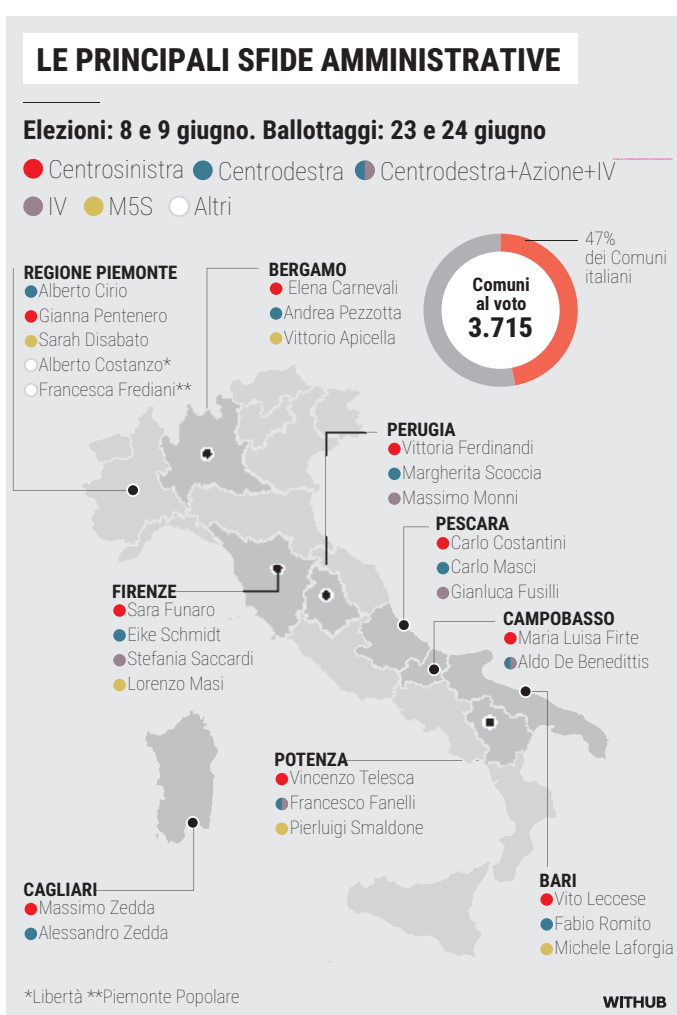 LE PRINCIPALI SFIDE AMMINISTRATIVE
Elezioni: 8 e 9 giugno. Ballottaggi: 23 e 24 giugno
Centrosinistra Centrodestra Centrodestra+Azione+IV
IV M5S Altri
47%
dei Comuni
italiani
Comuni
al voto
3.715
REGIONE PIEMONTE
Alberto Cirio
Gianna Pentenero
Sarah Disabato
Alberto Costanzo*
Francesca Frediani**
BERGAMO
Elena Carnevali
Andrea Pezzotta
Vittorio Apicella
PERUGIA
Vittoria Ferdinandi
Margherita Scoccia
Massimo Monni
PESCARA
Carlo Costantini
Carlo Masci
Gianluca Fusilli
FIRENZE
Sara Funaro
Eike Schmidt
Stefania Saccardi
Lorenzo Masi
CAMPOBASSO
Maria Luisa Firte
Aldo De Benedittis
POTENZA
Vincenzo Telesca
Francesco Fanelli
Pierluigi Smaldone
CAGLIARI
Massimo Zedda
Alessandro Zedda
BARI
Vito Leccese
Fabio Romito
Michele Laforgia
*Libertà **Piemonte Popolare
WITHUB